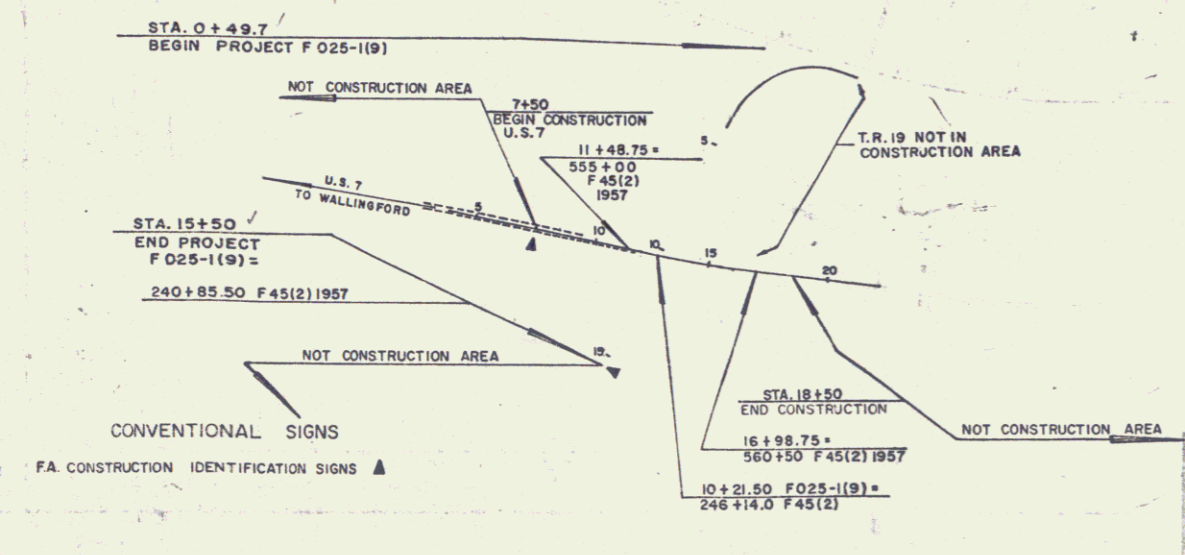 STA. 0 + 49.7
BEGIN PROJECT F 025-1(9)
NOT CONSTRUCTION AREA
7+50
BEGIN CONSTRUCTION
U.S.7
11 + 48.75 =
555 + 00
F 45(2)
1957
5
T.R.19 NOT IN
CONSTRUCTION AREA
U.S. 7
TO WALLINGFORD
5
10
10
15
20
STA. 15+50
END PROJECT
F 025-1(9) =
240+85.50 F 45(2) 1957
15
NOT CONSTRUCTION AREA
STA. 18+50
END CONSTRUCTION
NOT CONSTRUCTION AREA
16 + 98.75 =
560+50 F 45(2) 1957
10 + 21.50 F025-1(9) =
246 +14.0 F 45(2)
CONVENTIONAL SIGNS
F.A. CONSTRUCTION IDENTIFICATION SIGNS